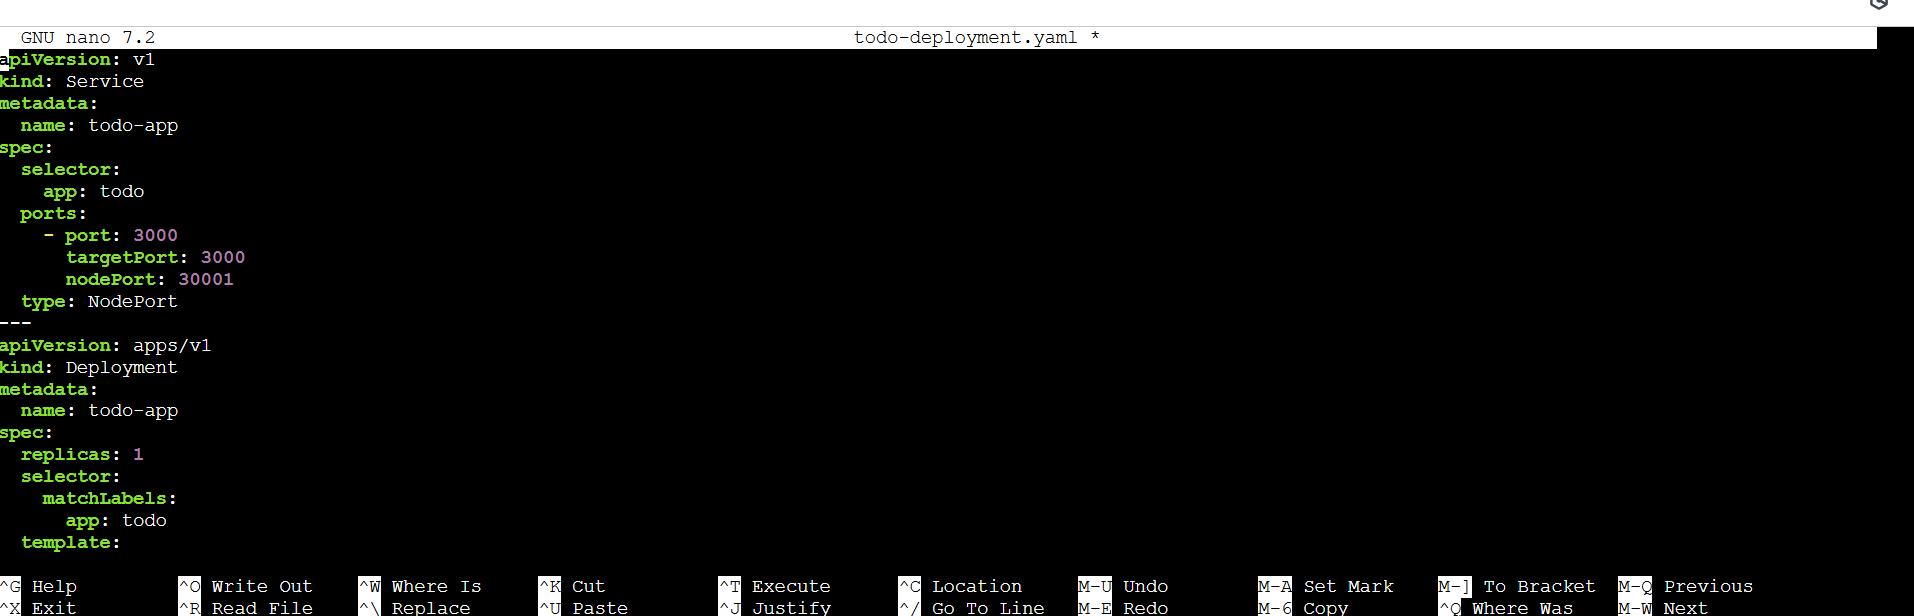 GNU nano 7.2 todo-deployment.yaml *
apiVersion: v1
kind: Service
metadata:
  name: todo-app
spec:
  selector:
    app: todo
  ports:
    - port: 3000
      targetPort: 3000
      nodePort: 30001
  type: NodePort
---
apiVersion: apps/v1
kind: Deployment
metadata:
  name: todo-app
spec:
  replicas: 1
  selector:
    matchLabels:
      app: todo
  template:
^G Help ^O Write Out ^W Where Is ^K Cut ^T Execute ^C Location M-U Undo M-A Set Mark M-] To Bracket M-Q Previous
^X Exit ^R Read File ^\ Replace ^U Paste ^J Justify ^/ Go To Line M-E Redo M-6 Copy ^Q Where Was M-W Next